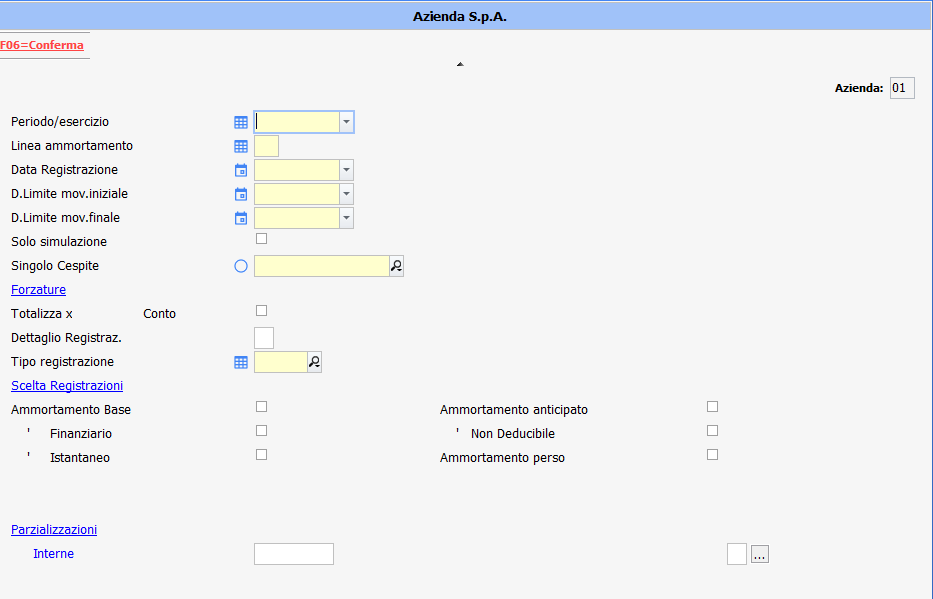 Azienda S.p.A.
F06=Conferma
Azienda: 01
Periodo/esercizio
Linea ammortamento
Data Registrazione
D.Limite mov.iniziale
D.Limite mov.finale
Solo simulazione
Singolo Cespite
Forzature
Totalizza x Conto
Dettaglio Registraz.
Tipo registrazione
Scelta Registrazioni
Ammortamento Base Ammortamento anticipato
' Finanziario ' Non Deducibile
' Istantaneo Ammortamento perso
Parzializzazioni
Interne ...